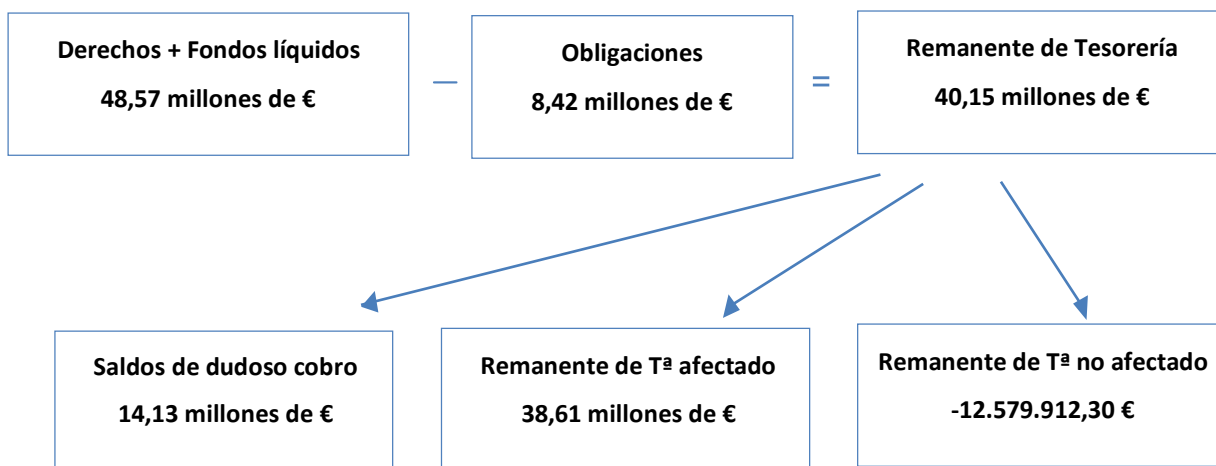 Derechos + Fondos líquidos
48,57 millones de €
—
Obligaciones
8,42 millones de €
=
Remanente de Tesorería
40,15 millones de €
Saldos de dudoso cobro
14,13 millones de €
Remanente de Tª afectado
38,61 millones de €
Remanente de Tª no afectado
-12.579.912,30 €